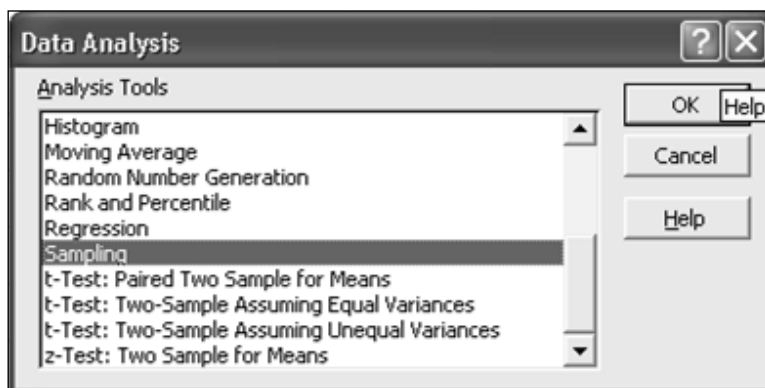 Data Analysis
Analysis Tools
Histogram
Moving Average
Random Number Generation
Rank and Percentile
Regression
Sampling
t-Test: Paired Two Sample for Means
t-Test: Two-Sample Assuming Equal Variances
t-Test: Two-Sample Assuming Unequal Variances
z-Test: Two Sample for Means
OK
Help
Cancel
Help